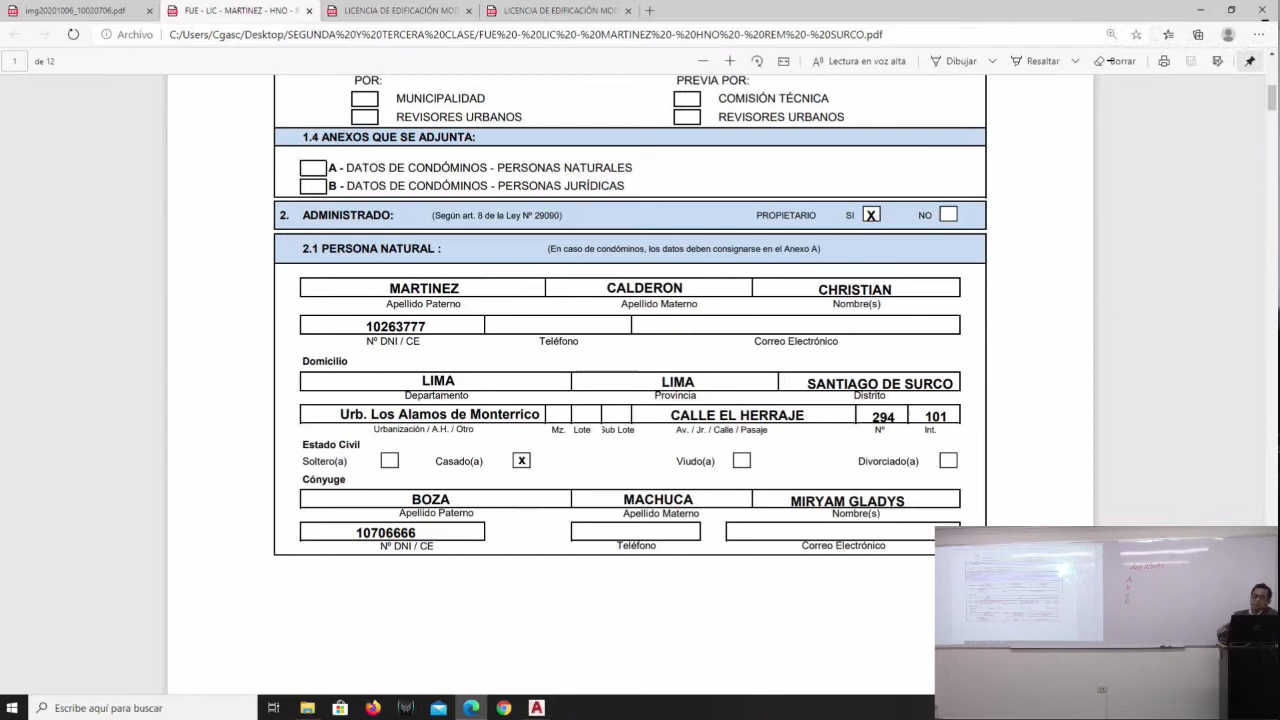 img20201006_10020706.pdf
FUE - LIC - MARTINEZ - HNO -
LICENCIA DE EDIFICACIÓN MOD
LICENCIA DE EDIFICACIÓN MOD
Archivo
C:/Users/Cgasc/Desktop/SEGUNDA%20Y%20TERCERA%20CLASE/FUE%20-%20LIC%20-%20MARTINEZ%20-%20HNO%20-%20REM%20-%20SURCO.pdf
1 de 12
Lectura en voz alta
Dibujar
Resaltar
Borrar
POR: PREVIA POR:
MUNICIPALIDAD COMISIÓN TÉCNICA
REVISORES URBANOS REVISORES URBANOS
1.4 ANEXOS QUE SE ADJUNTA:
A - DATOS DE CONDÓMINOS - PERSONAS NATURALES
B - DATOS DE CONDÓMINOS - PERSONAS JURÍDICAS
2. ADMINISTRADO: (Según art. 8 de la Ley Nº 29090) PROPIETARIO SI X NO
2.1 PERSONA NATURAL : (En caso de condóminos, los datos deben consignarse en el Anexo A)
MARTINEZ CALDERON CHRISTIAN
Apellido Paterno Apellido Materno Nombre(s)
10263777
Nº DNI / CE Teléfono Correo Electrónico
Domicilio
LIMA LIMA SANTIAGO DE SURCO
Departamento Provincia Distrito
Urb. Los Alamos de Monterrico CALLE EL HERRAJE 294 101
Urbanización / A.H. / Otro Mz. Lote Sub Lote Av. / Jr. / Calle / Pasaje Nº Int.
Estado Civil
Soltero(a) Casado(a) x Viudo(a) Divorciado(a)
Cónyuge
BOZA MACHUCA MIRYAM GLADYS
Apellido Paterno Apellido Materno Nombre(s)
10706666
Nº DNI / CE Teléfono Correo Electrónico
Escribe aquí para buscar